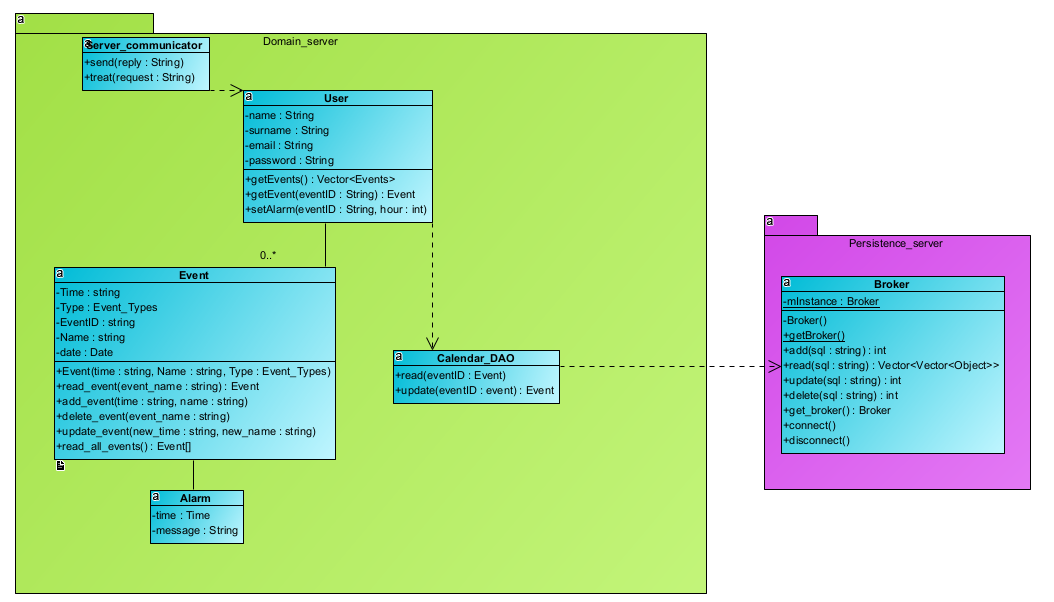 a
Domain_server
a
Server_communicator
+send(reply : String)
+treat(request : String)
a
User
-name : String
-surname : String
-email : String
-password : String
+getEvents() : Vector<Events>
+getEvent(eventID : String) : Event
+setAlarm(eventID : String, hour : int)
0..*
a
Event
-Time : string
-Type : Event_Types
-EventID : string
-Name : string
-date : Date
+Event(time : string, Name : string, Type : Event_Types)
+read_event(event_name : string) : Event
+add_event(time : string, name : string)
+delete_event(event_name : string)
+update_event(new_time : string, new_name : string)
+read_all_events() : Event[]
a
Alarm
-time : Time
-message : String
a
Calendar_DAO
+read(eventID : Event)
+update(eventID : event) : Event
a
Persistence_server
a
Broker
-mInstance : Broker
-Broker()
+getBroker()
+add(sql : string) : int
+read(sql : string) : Vector<Vector<Object>>
+update(sql : string) : int
+delete(sql : string) : int
+get_broker() : Broker
+connect()
+disconnect()